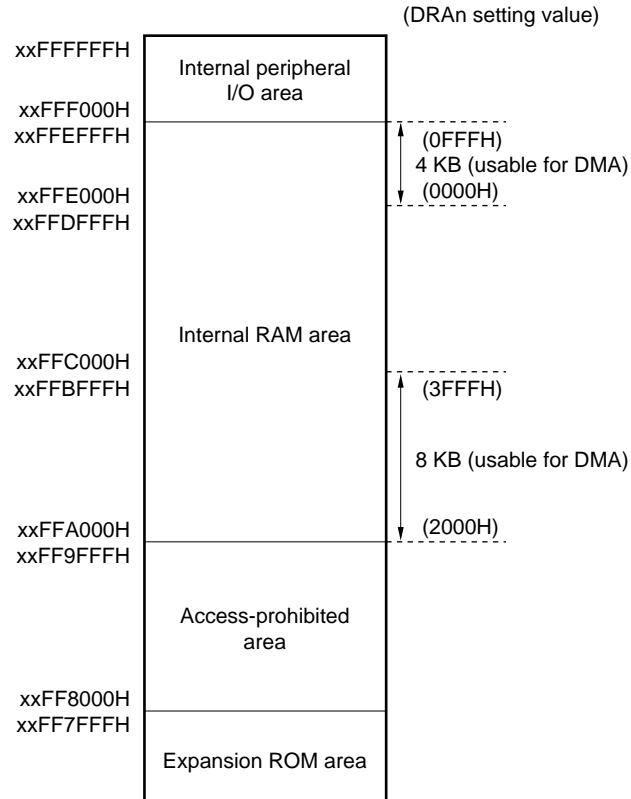 (DRAn setting value)
xxFFFFFFH
Internal peripheral
I/O area
xxFFF000H
xxFFEFFFH
(0FFFH)
4 KB (usable for DMA)
xxFFE000H
(0000H)
xxFFDFFFH
Internal RAM area
xxFFC000H
xxFFBFFFH
(3FFFH)
8 KB (usable for DMA)
xxFFA000H
(2000H)
xxFF9FFFH
Access-prohibited
area
xxFF8000H
xxFF7FFFH
Expansion ROM area